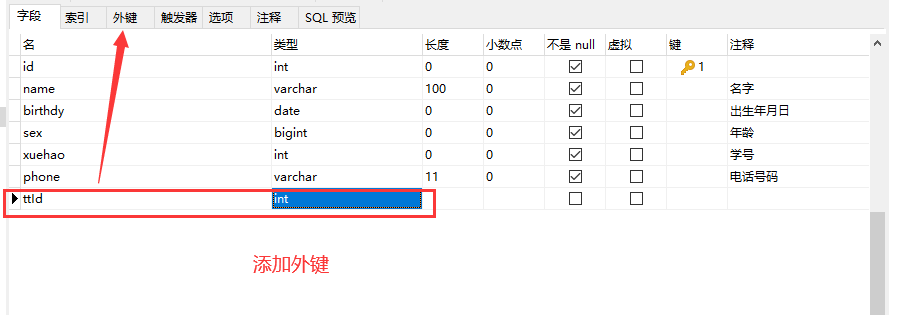 字段 索引 外键 触发器 选项 注释 SQL 预览
名 类型 长度 小数点 不是 null 虚拟 键 注释
id int 0 0 1
name varchar 100 0 名字
birthdy date 0 0 出生年月日
sex bigint 0 0 年龄
xuehao int 0 0 学号
phone varchar 11 0 电话号码
ttId int
添加外键